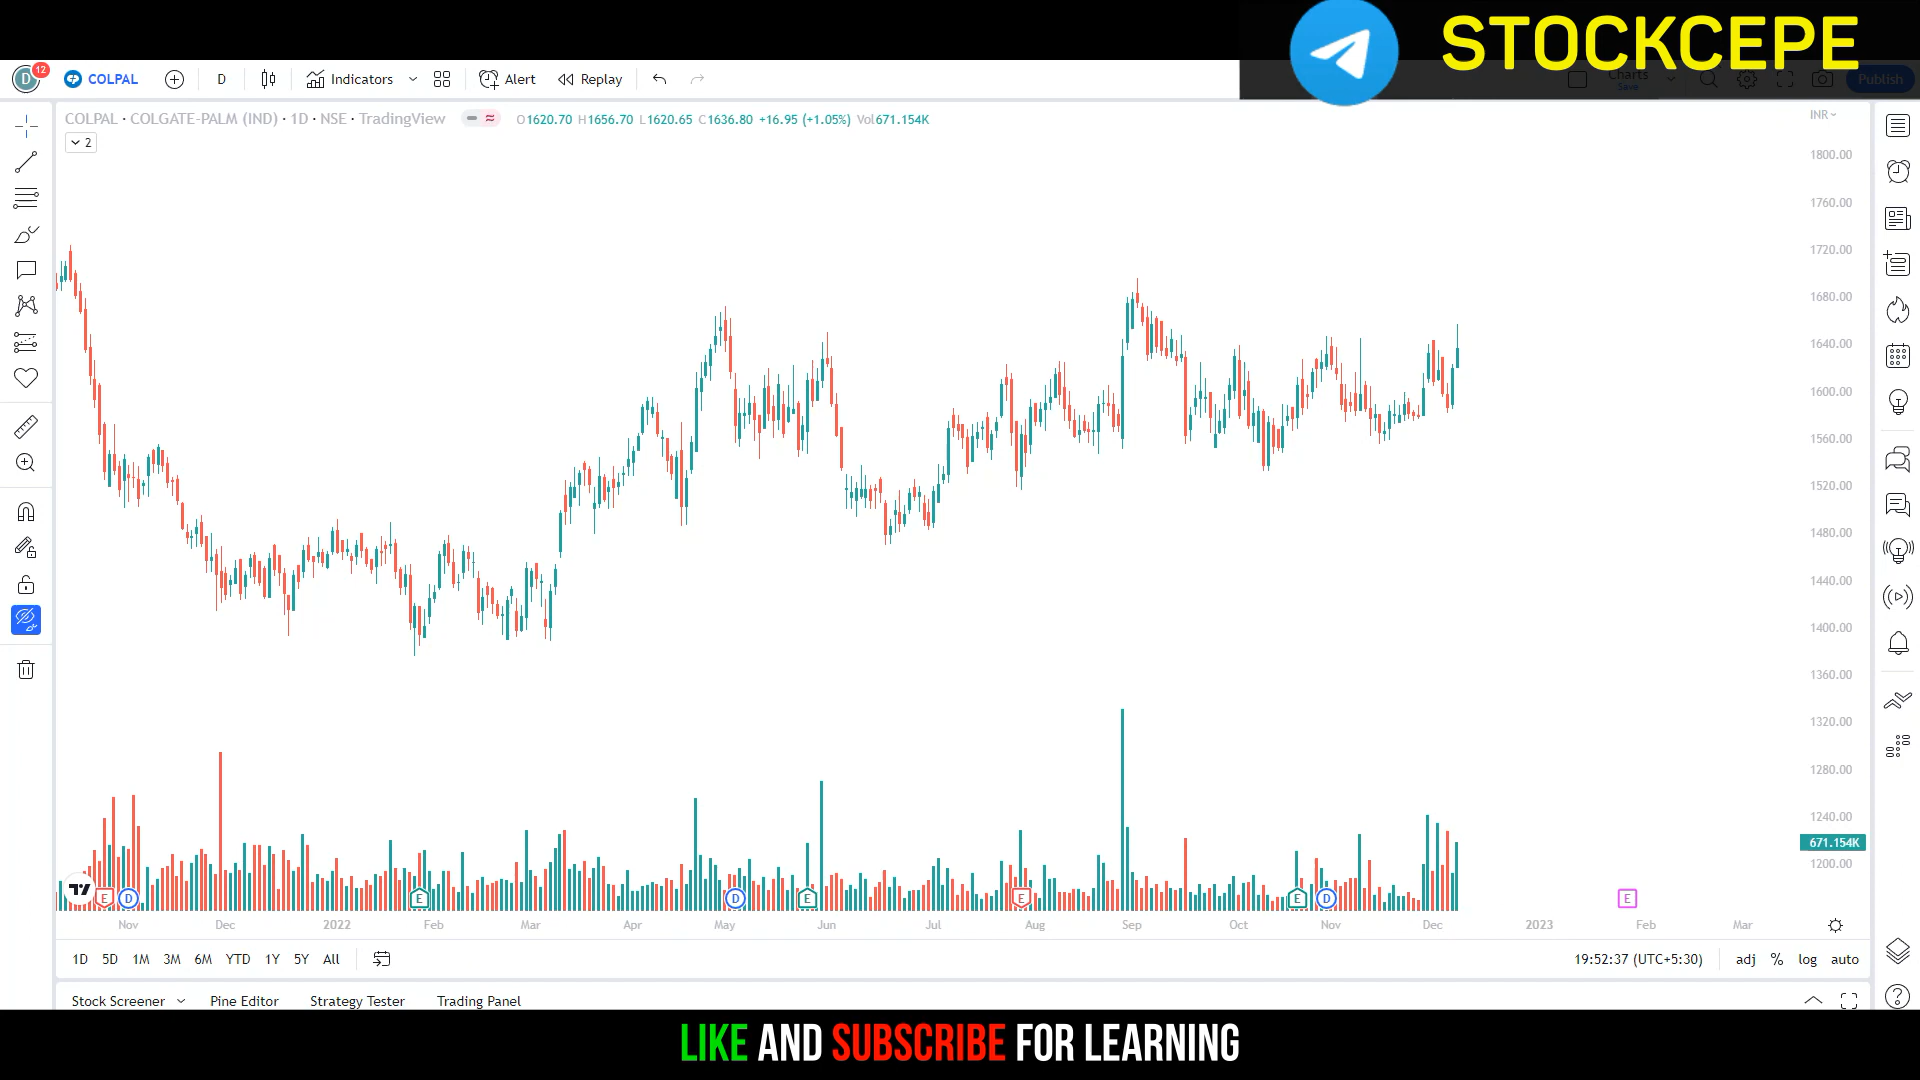 STOCKCEPE
D 12 COLPAL D Indicators Alert Replay Charts Save Publish
COLPAL · COLGATE-PALM (IND) · 1D · NSE · TradingView O1620.70 H1656.70 L1620.65 C1636.80 +16.95 (+1.05%) Vol671.154K INR
2
1800.00
1760.00
1720.00
1680.00
1640.00
1600.00
1560.00
1520.00
1480.00
1440.00
1400.00
1360.00
1320.00
1280.00
1240.00
671.154K
1200.00
E D E D E E E D E
Nov Dec 2022 Feb Mar Apr May Jun Jul Aug Sep Oct Nov Dec 2023 Feb Mar
1D 5D 1M 3M 6M YTD 1Y 5Y All 19:52:37 (UTC+5:30) adj % log auto
Stock Screener Pine Editor Strategy Tester Trading Panel
LIKE AND SUBSCRIBE FOR LEARNING